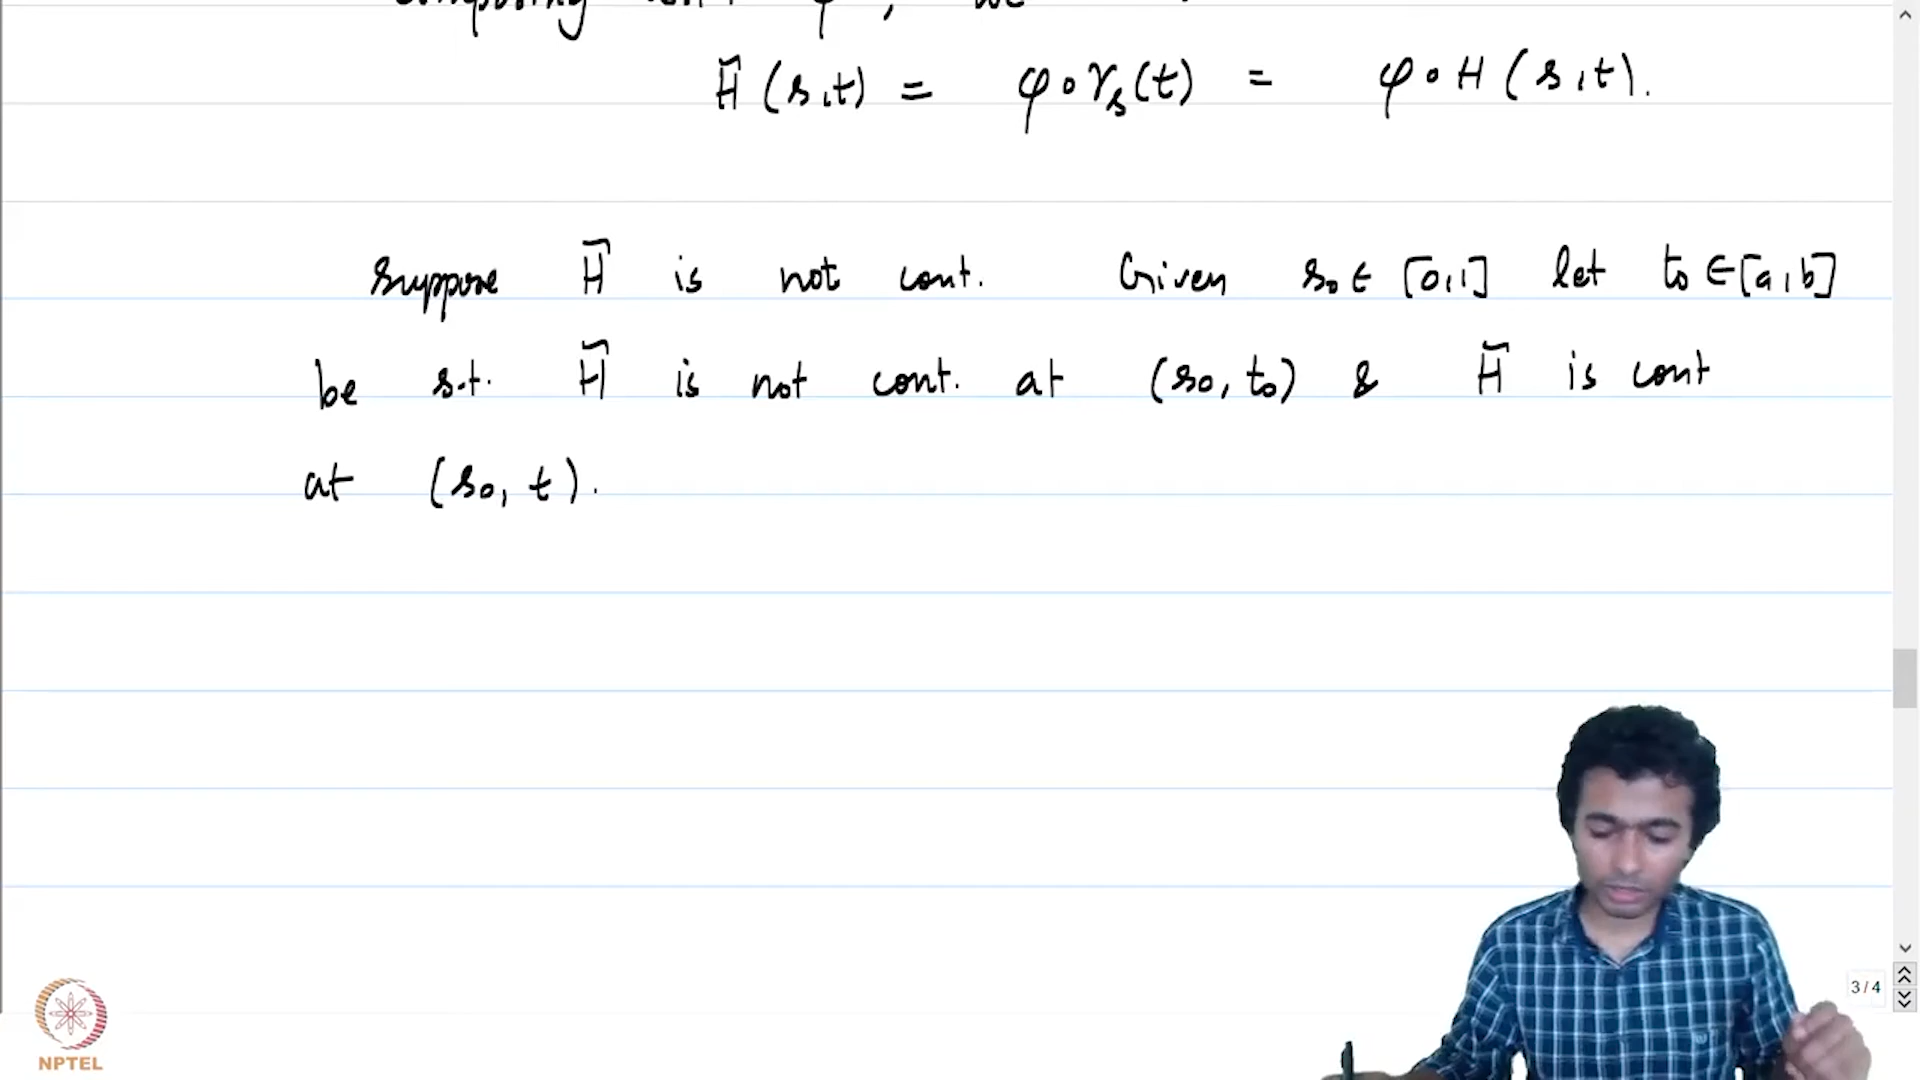 H̃(s,t) = φ∘γₛ(t) = φ∘H(s,t).
Suppose H̃ is not cont. Given s₀ ∈ [0,1] let t₀ ∈ [a,b]
be s.t. H̃ is not cont. at (s₀, t₀) & H̃ is cont
at (s₀, t).
3 / 4
NPTEL